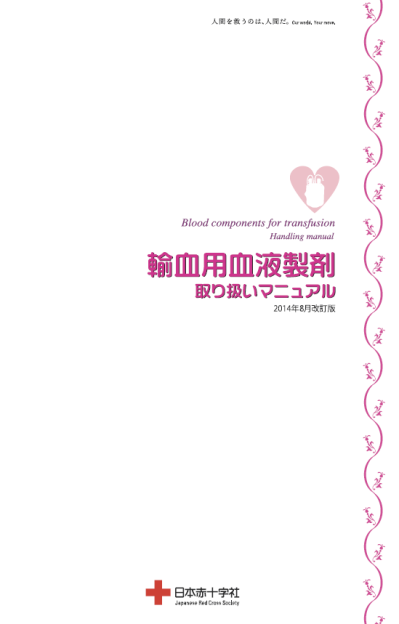 人間を救うのは、人間だ。 Our world, Your move.
Blood components for transfusion
Handling manual
輸血用血液製剤
取り扱いマニュアル
2014年8月改訂版
日本赤十字社
Japanese Red Cross Society